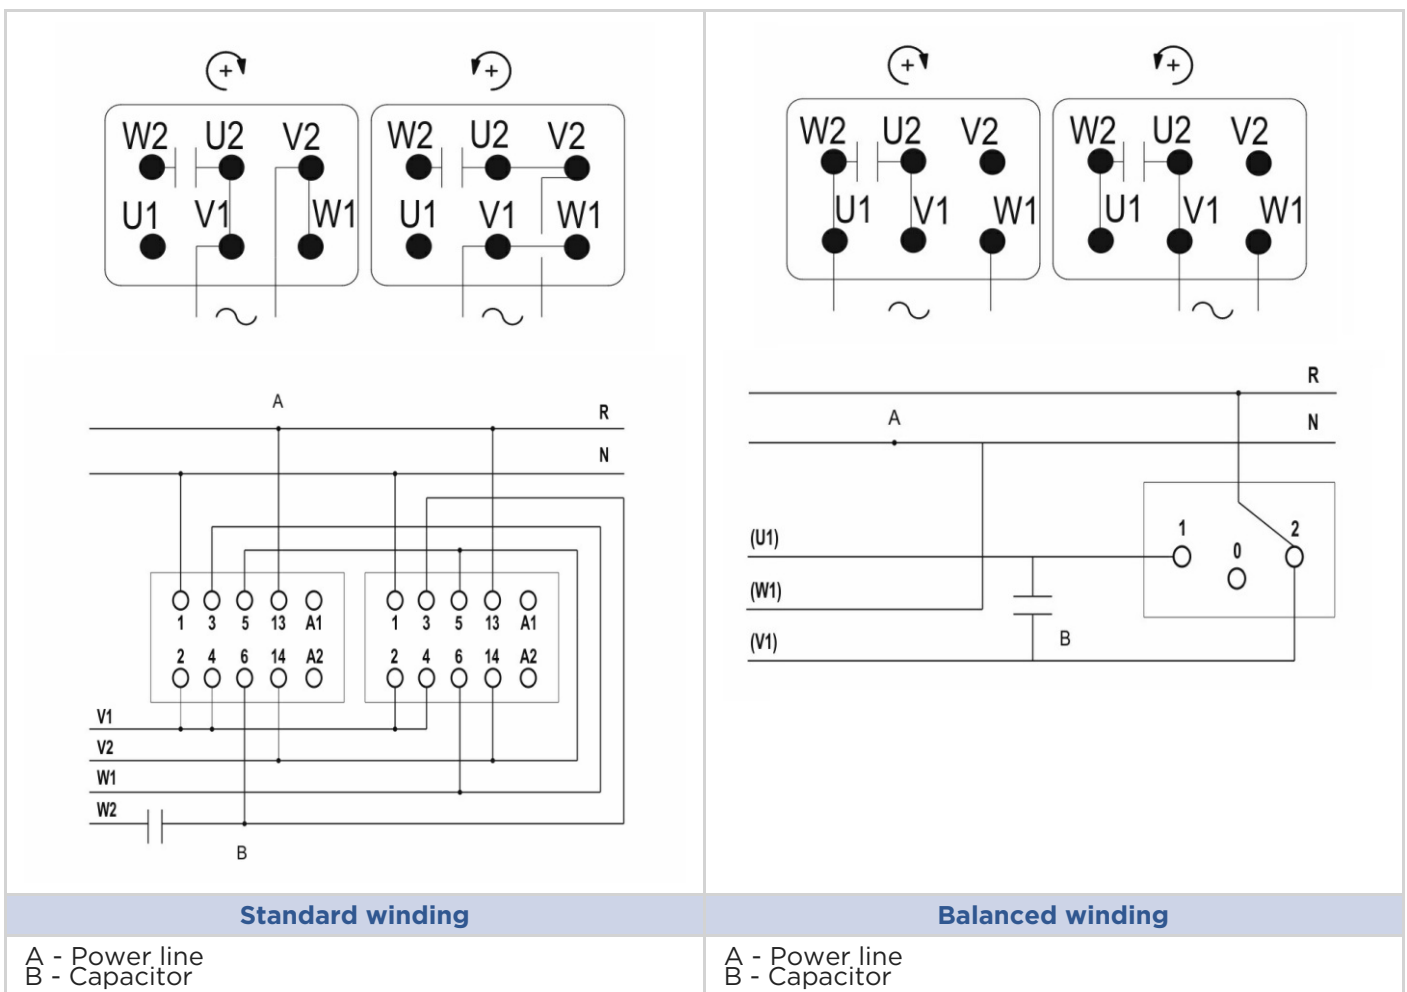 W2 U2 V2
U1 V1 W1
W2 U2 V2
U1 V1 W1
A
R
N
1 3 5 13 A1
2 4 6 14 A2
1 3 5 13 A1
2 4 6 14 A2
V1
V2
W1
W2
B
Standard winding
A - Power line
B - Capacitor
W2 U2 V2
U1 V1 W1
W2 U2 V2
U1 V1 W1
R
A
N
1 2
0
(U1)
(W1)
(V1)
B
Balanced winding
A - Power line
B - Capacitor